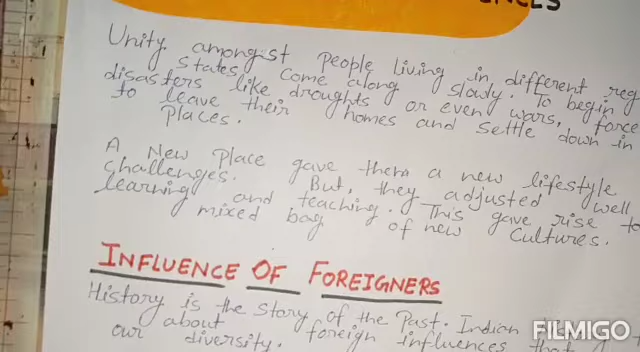 Unity amongst People living in different reg
states come along slowly. To begin
disasters like droughts or even wars, force
to leave their homes and settle down in
Places.
A New Place gave them a new lifestyle
challenges. But, they adjusted well
learning and teaching. This gave rise to
mixed bag of new cultures.
INFLUENCE OF FOREIGNERS
History is the Story of the Past. Indian
about foreign influences that
our diversity.
FILMIGO